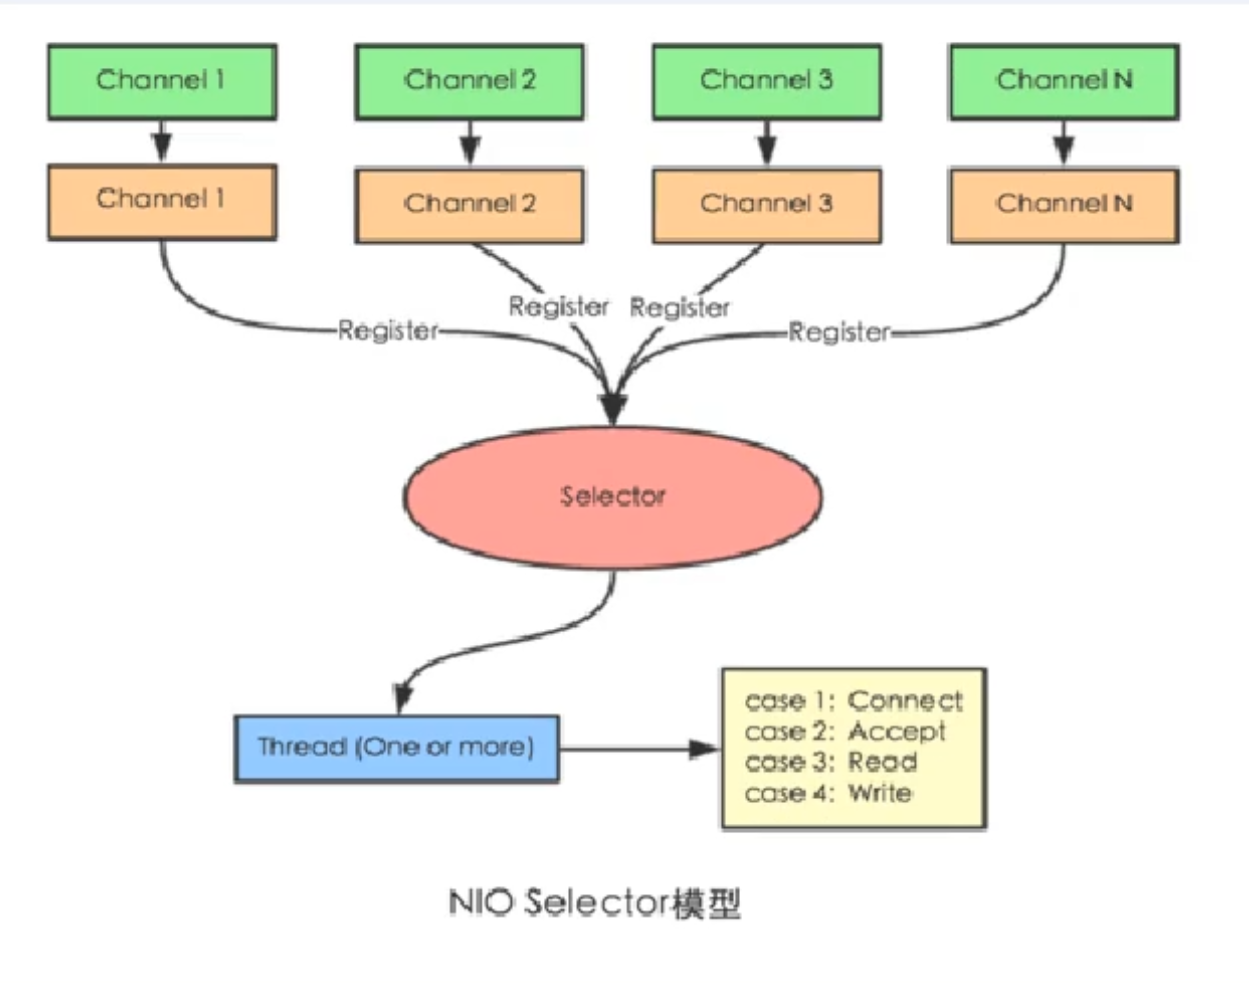 Channel 1
Channel 2
Channel 3
Channel N
Channel 1
Channel 2
Channel 3
Channel N
Register
Register
Register
Register
Selector
Thread (One or more)
case 1: Connect
case 2: Accept
case 3: Read
case 4: Write
NIO Selector模型